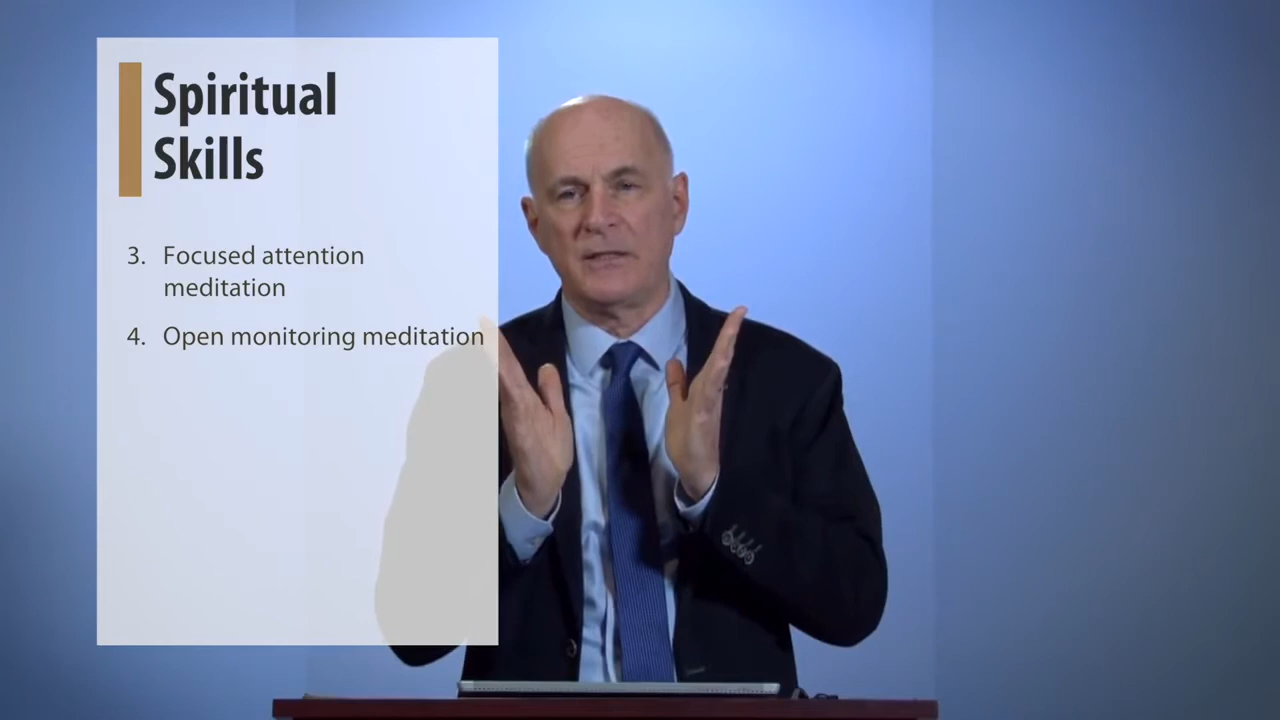 Spiritual
Skills
3. Focused attention
meditation
4. Open monitoring meditation